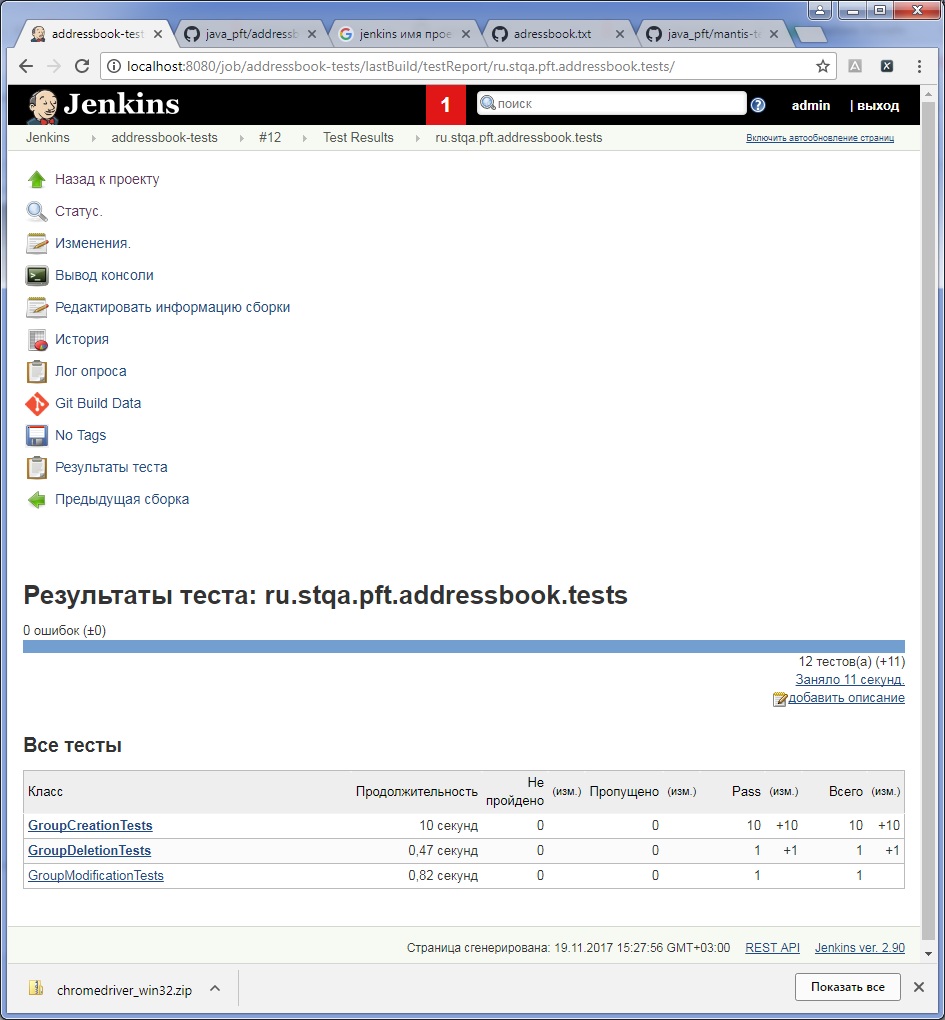 addressbook-test
java_pft/addressb
jenkins имя прое
adressbook.txt
java_pft/mantis-te
localhost:8080/job/addressbook-tests/lastBuild/testReport/ru.stqa.pft.addressbook.tests/
Jenkins
1
поиск
?
admin
| выход
Jenkins addressbook-tests #12 Test Results ru.stqa.pft.addressbook.tests
Включить автообновление страниц
Назад к проекту
Статус.
Изменения.
Вывод консоли
Редактировать информацию сборки
История
Лог опроса
Git Build Data
No Tags
Результаты теста
Предыдущая сборка
Результаты теста: ru.stqa.pft.addressbook.tests
0 ошибок (±0)
12 тестов(а) (+11)
Заняло 11 секунд.
добавить описание
Все тесты
Класс Продолжительность Не пройдено (изм.) Пропущено (изм.) Pass (изм.) Всего (изм.)
GroupCreationTests 10 секунд 0 0 10 +10 10 +10
GroupDeletionTests 0,47 секунд 0 0 1 +1 1 +1
GroupModificationTests 0,82 секунд 0 0 1 1
Страница сгенерирована: 19.11.2017 15:27:56 GMT+03:00 REST API Jenkins ver. 2.90
chromedriver_win32.zip
Показать все